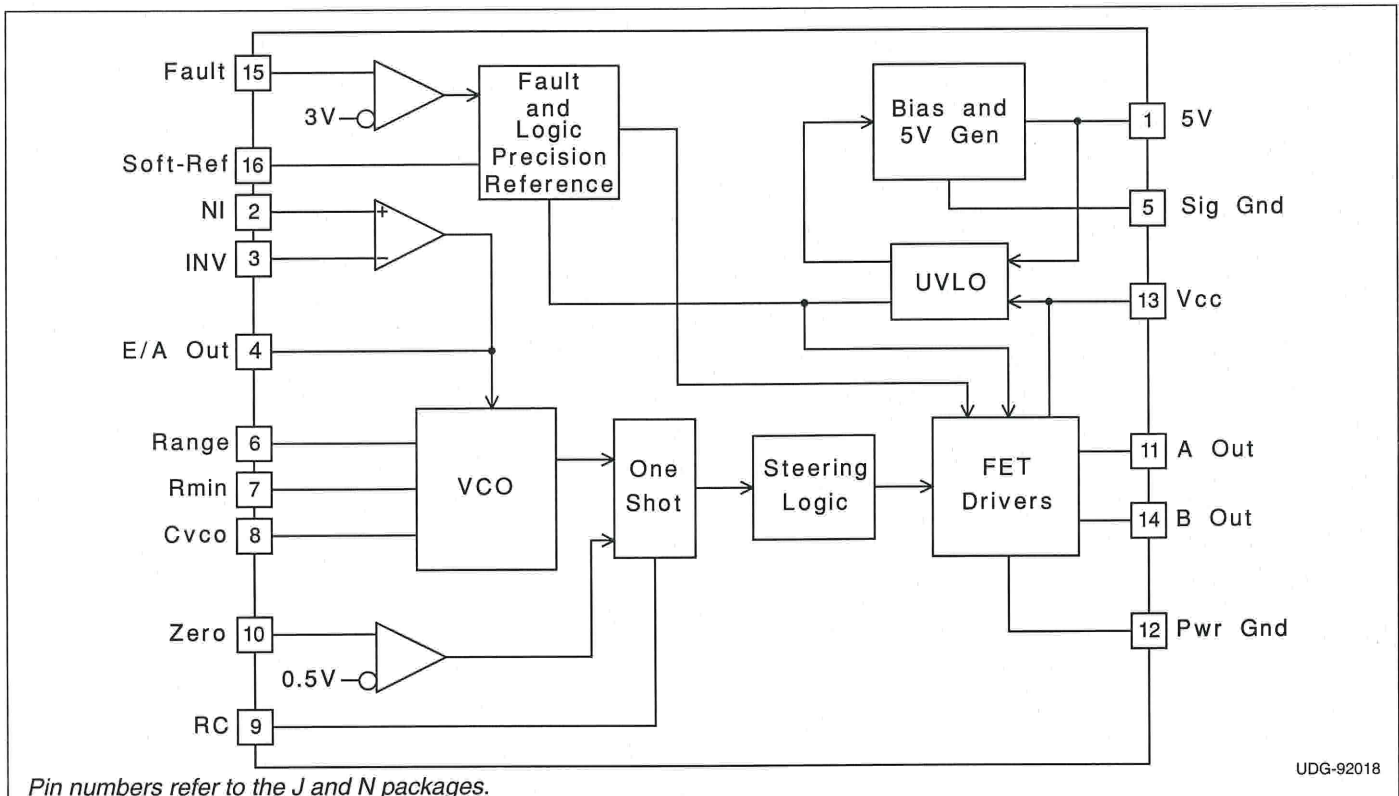 Fault 15
3V
Soft-Ref 16
NI 2
INV 3
E/A Out 4
Range 6
Rmin 7
Cvco 8
Zero 10
0.5V
RC 9
Fault
and
Logic
Precision
Reference
+
−
VCO
One
Shot
Steering
Logic
Bias and
5V Gen
UVLO
FET
Drivers
1 5V
5 Sig Gnd
13 Vcc
11 A Out
14 B Out
12 Pwr Gnd
Pin numbers refer to the J and N packages.
UDG-92018